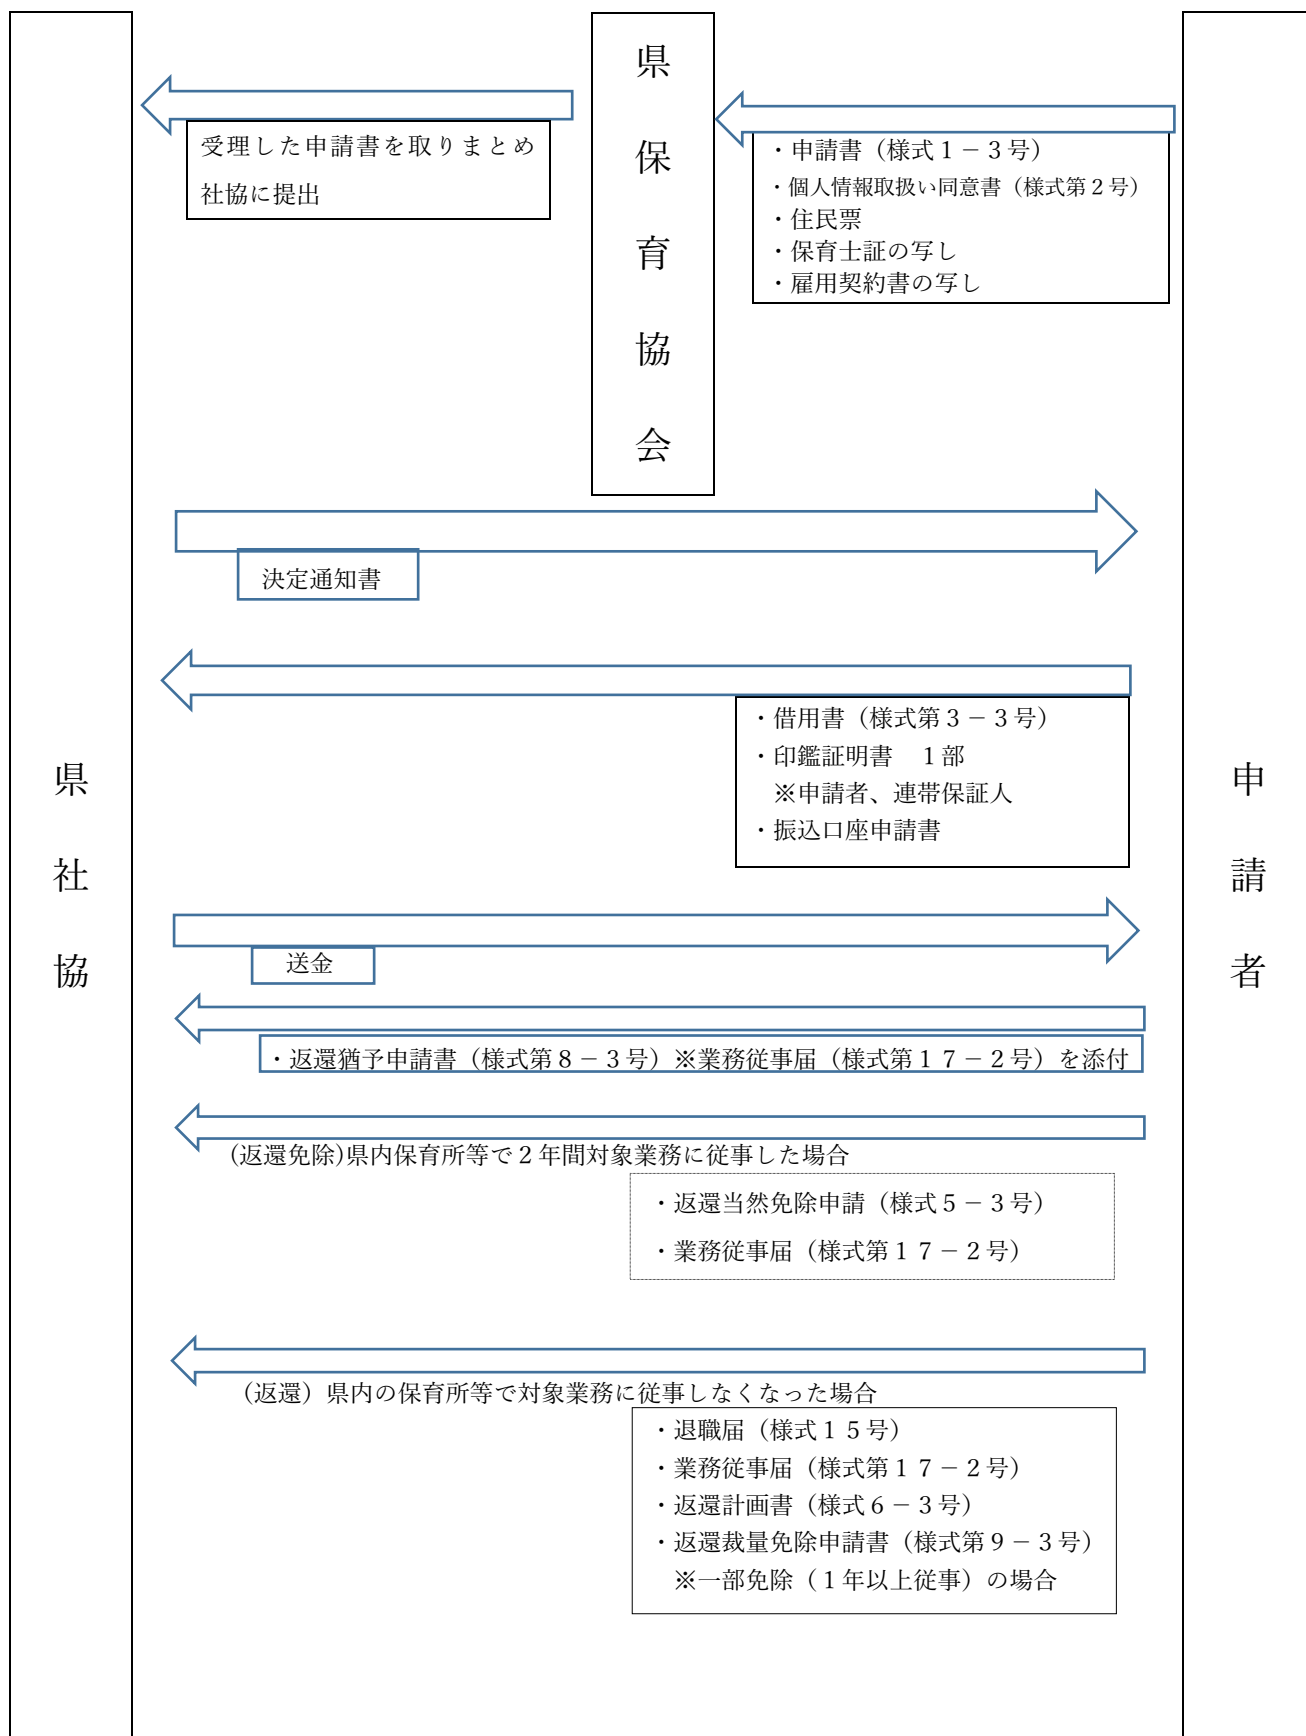 県保育協会
受理した申請書を取りまとめ
社協に提出
・申請書（様式１－３号）
・個人情報取扱い同意書（様式第２号）
・住民票
・保育士証の写し
・雇用契約書の写し
決定通知書
・借用書（様式第３－３号）
・印鑑証明書　１部
※申請者、連帯保証人
・振込口座申請書
県社協
申請者
送金
・返還猶予申請書（様式第８－３号）※業務従事届（様式第１７－２号）を添付
(返還免除)県内保育所等で２年間対象業務に従事した場合
・返還当然免除申請（様式５－３号）
・業務従事届（様式第１７－２号）
（返還）県内の保育所等で対象業務に従事しなくなった場合
・退職届（様式１５号）
・業務従事届（様式第１７－２号）
・返還計画書（様式６－３号）
・返還裁量免除申請書（様式第９－３号）
※一部免除（１年以上従事）の場合